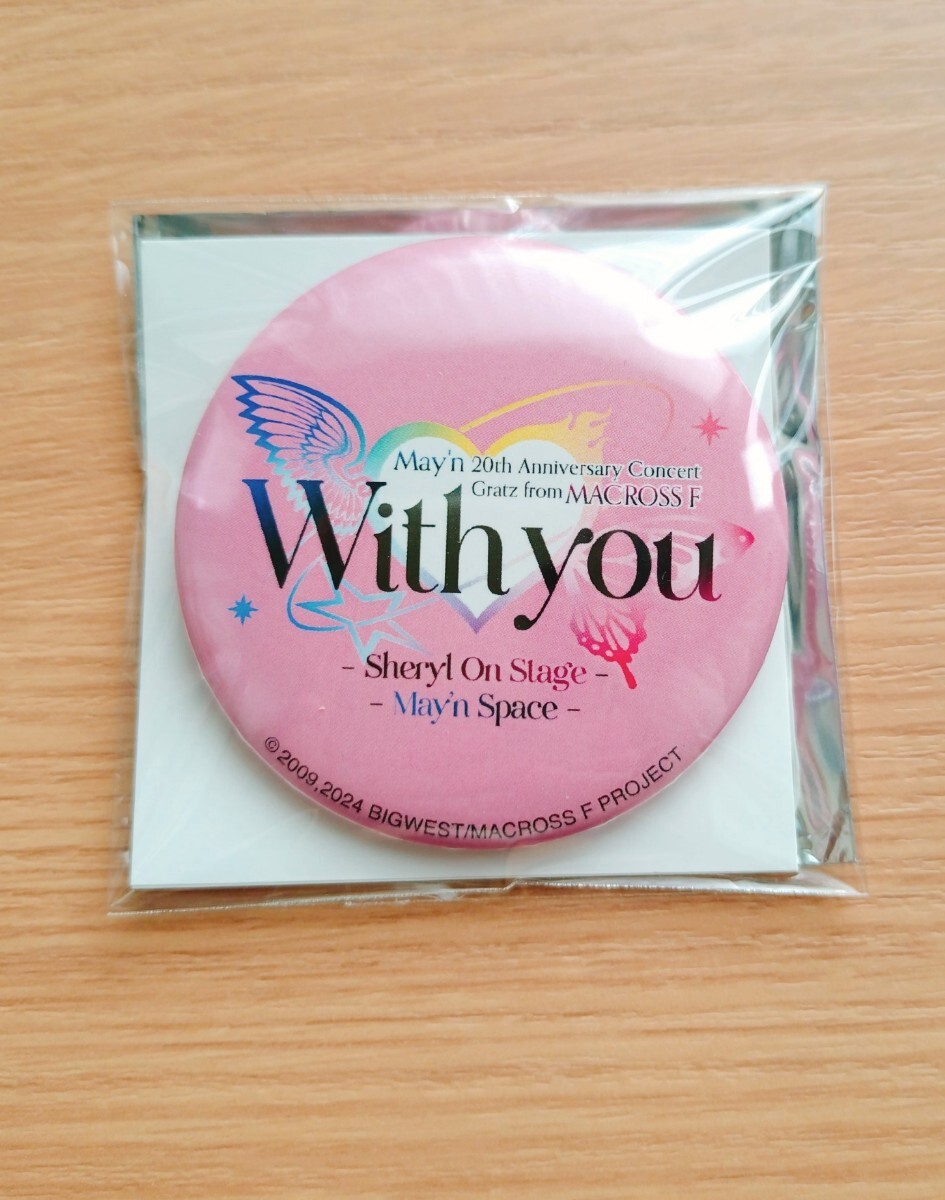 May'n 20th Anniversary Concert
Gratz from MACROSS F
With you
- Sheryl On Stage -
- May'n Space -
©2009,2024 BIGWEST/MACROSS F PROJECT